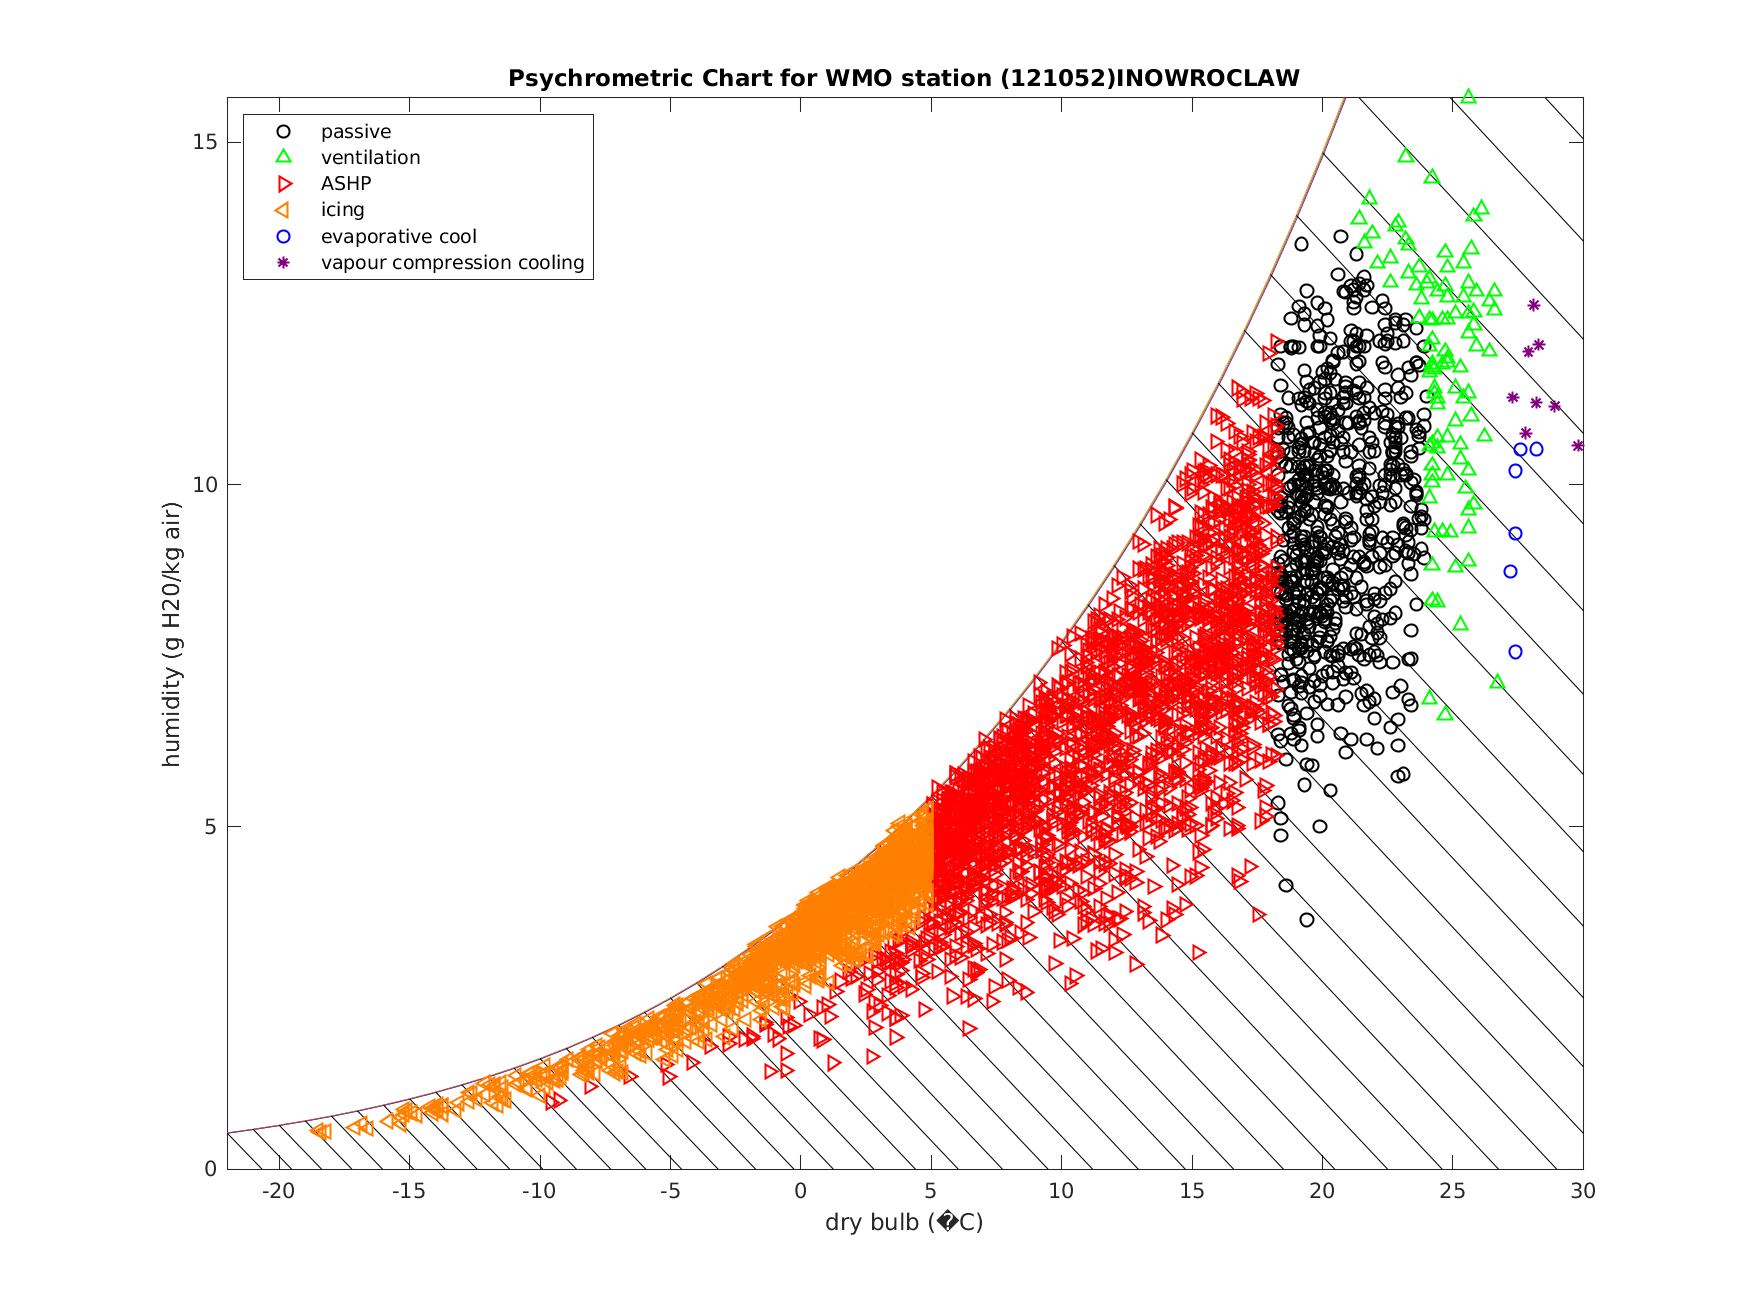 Psychrometric Chart for WMO station (121052)INOWROCLAW
passive
ventilation
ASHP
icing
evaporative cool
vapour compression cooling
humidity (g H20/kg air)
15
10
5
0
-20 -15 -10 -5 0 5 10 15 20 25 30
dry bulb (�C)